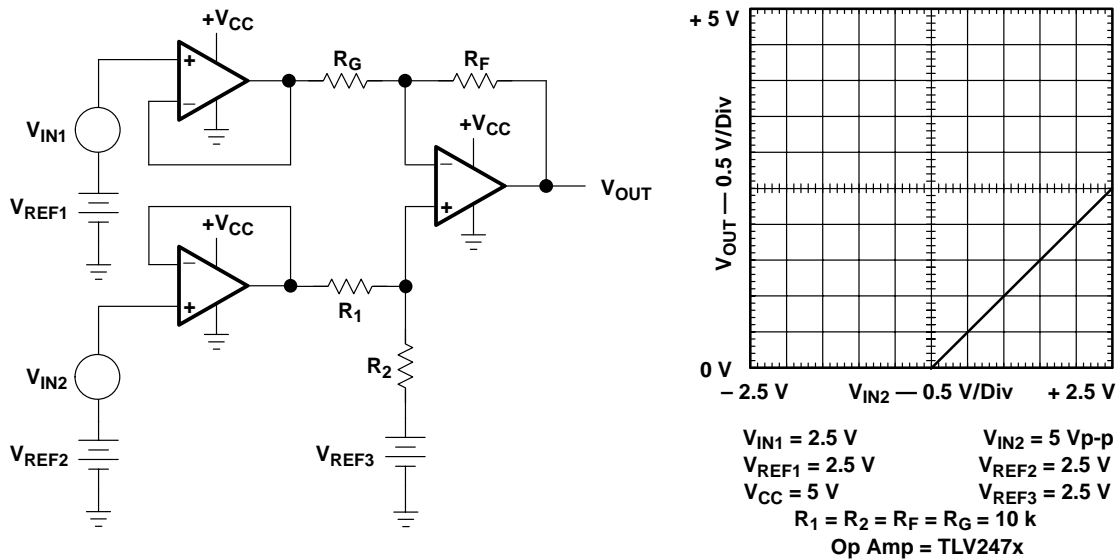 +VCC
+
–
RG
RF
VIN1
VREF1
+VCC
–
+
VOUT
+VCC
–
+
R1
R2
VIN2
VREF2
VREF3
+ 5 V
VOUT — 0.5 V/Div
0 V
– 2.5 V
VIN2 — 0.5 V/Div
+ 2.5 V
VIN1 = 2.5 V
VIN2 = 5 Vp-p
VREF1 = 2.5 V
VREF2 = 2.5 V
VCC = 5 V
VREF3 = 2.5 V
R1 = R2 = RF = RG = 10 k
Op Amp = TLV247x